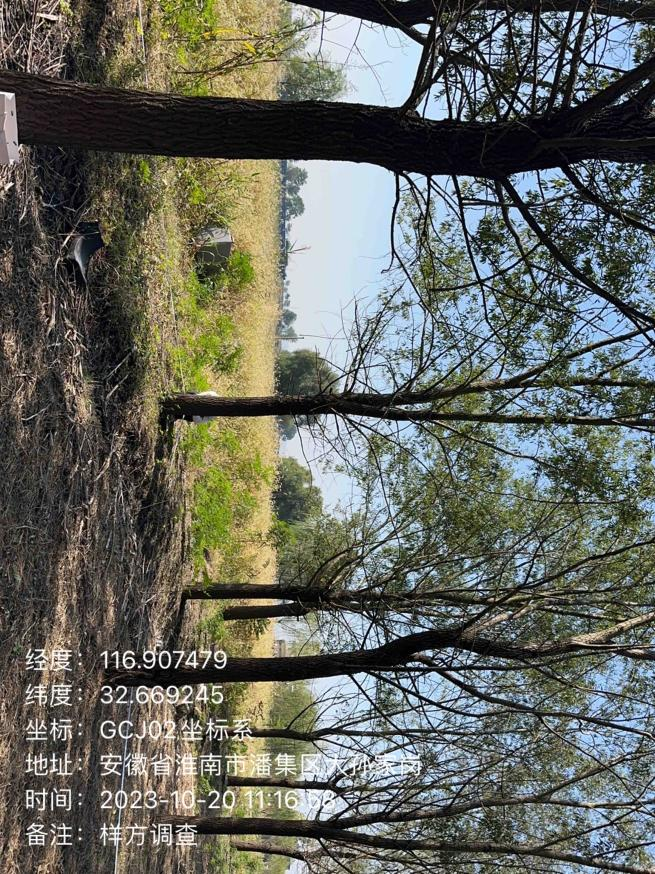 经度：116.907479
纬度：32.669245
坐标：GCJ02坐标系
地址：安徽省淮南市潘集区大孙家岗
时间：2023-10-20 11:16:58
备注：样方调查